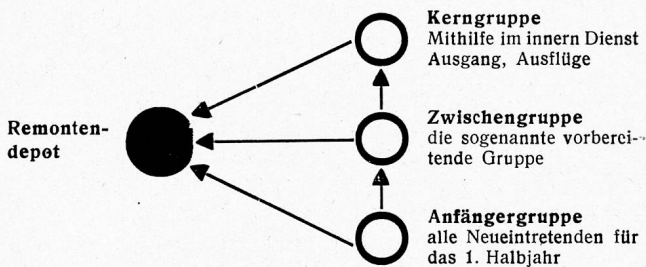 Kerngruppe
Mithilfe im innern Dienst
Ausgang, Ausflüge
Remonten-
depot
Zwischengruppe
die sogenannte vorberei-
tende Gruppe
Anfängergruppe
alle Neueintretenden für
das 1. Halbjahr